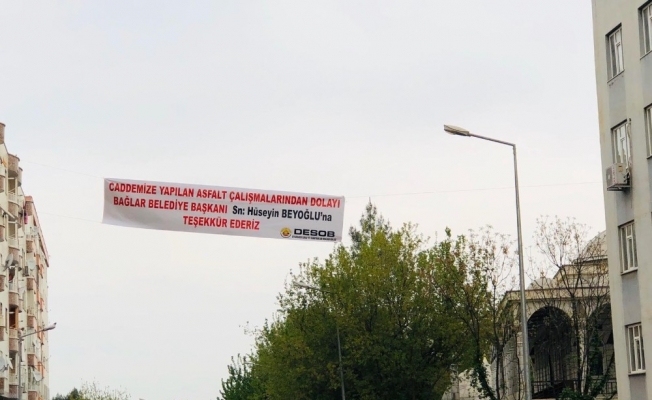 CADDEMİZE YAPILAN ASFALT ÇALIŞMALARINDAN DOLAYI
BAĞLAR BELEDİYE BAŞKANI Sn: Hüseyin BEYOĞLU'na
TEŞEKKÜR EDERİZ
DESOB